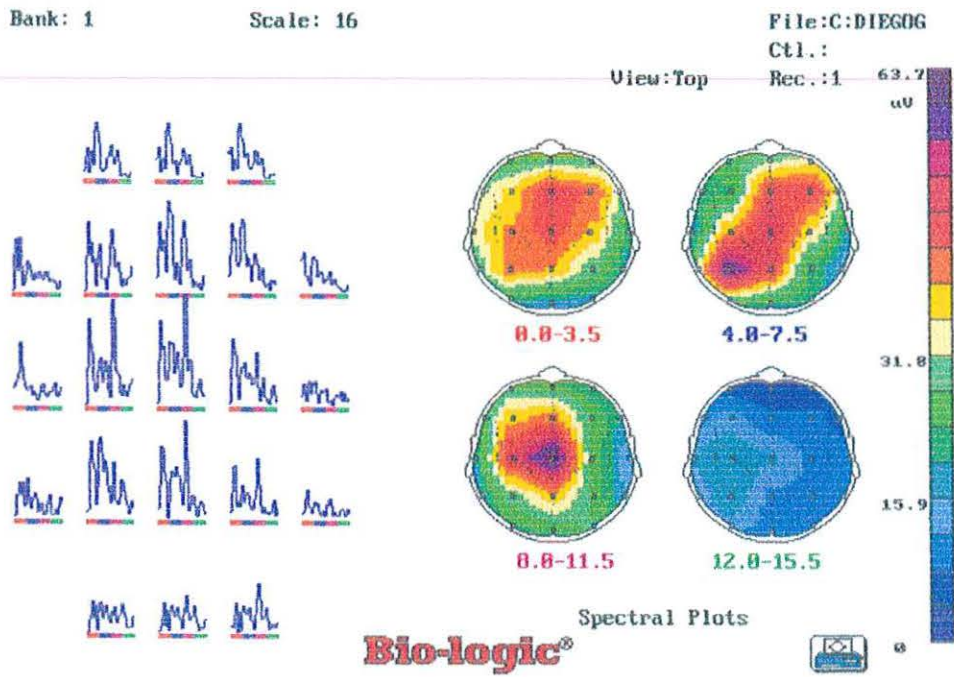 Bank: 1 Scale: 16 File:C:DIEGOG
Ctl.:
View:Top Rec.:1 63.7
uV
0.0-3.5 4.0-7.5
31.8
15.9
8.0-11.5 12.0-15.5
Spectral Plots
Bio-logic® 0